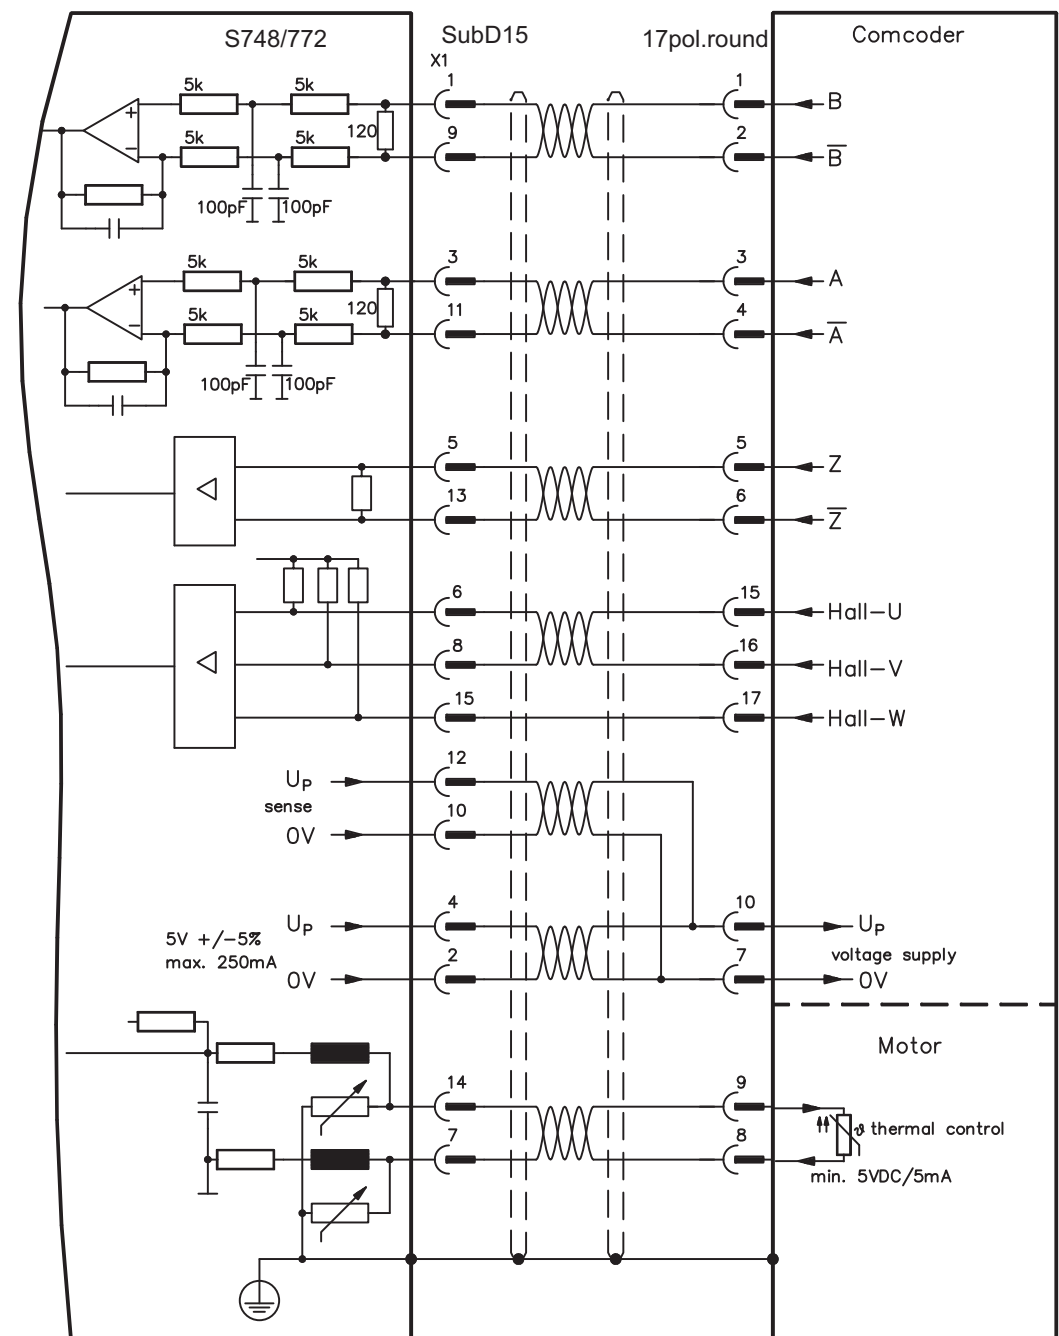 S748/772 SubD15 17pol.round Comcoder
X1
5k 5k 1 1 B
120
5k 5k 9 2 B̅
100pF 100pF
5k 5k 3 3 A
120
5k 5k 11 4 A̅
100pF 100pF
5 5 Z
13 6 Z̅
6 15 Hall-U
8 16 Hall-V
15 17 Hall-W
UP 12
sense
0V 10
UP 4 10 UP
5V +/-5%
max. 250mA
voltage supply
0V 2 7 0V
Motor
14 9
ϑ thermal control
7 8
min. 5VDC/5mA